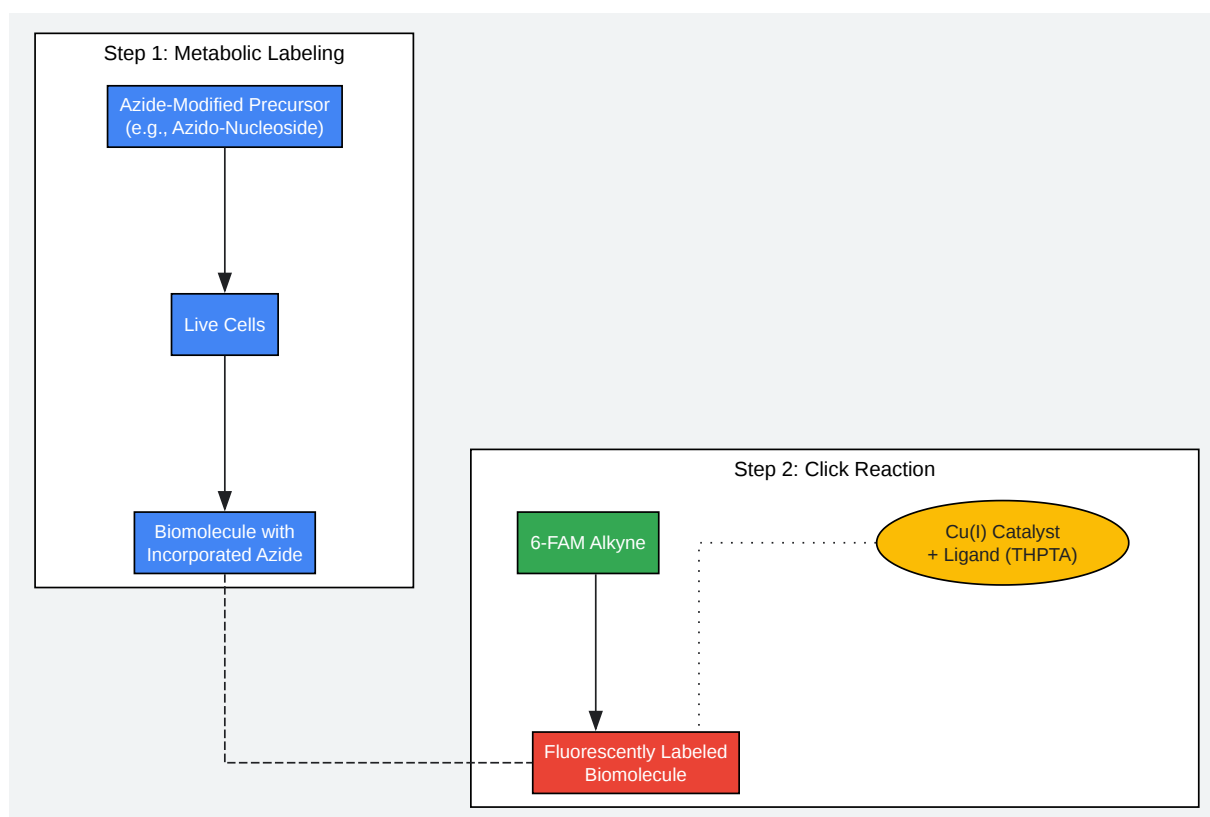 Step 1: Metabolic Labeling
Azide-Modified Precursor
(e.g., Azido-Nucleoside)
Live Cells
Biomolecule with
Incorporated Azide
Step 2: Click Reaction
6-FAM Alkyne
Cu(I) Catalyst
+ Ligand (THPTA)
Fluorescently Labeled
Biomolecule